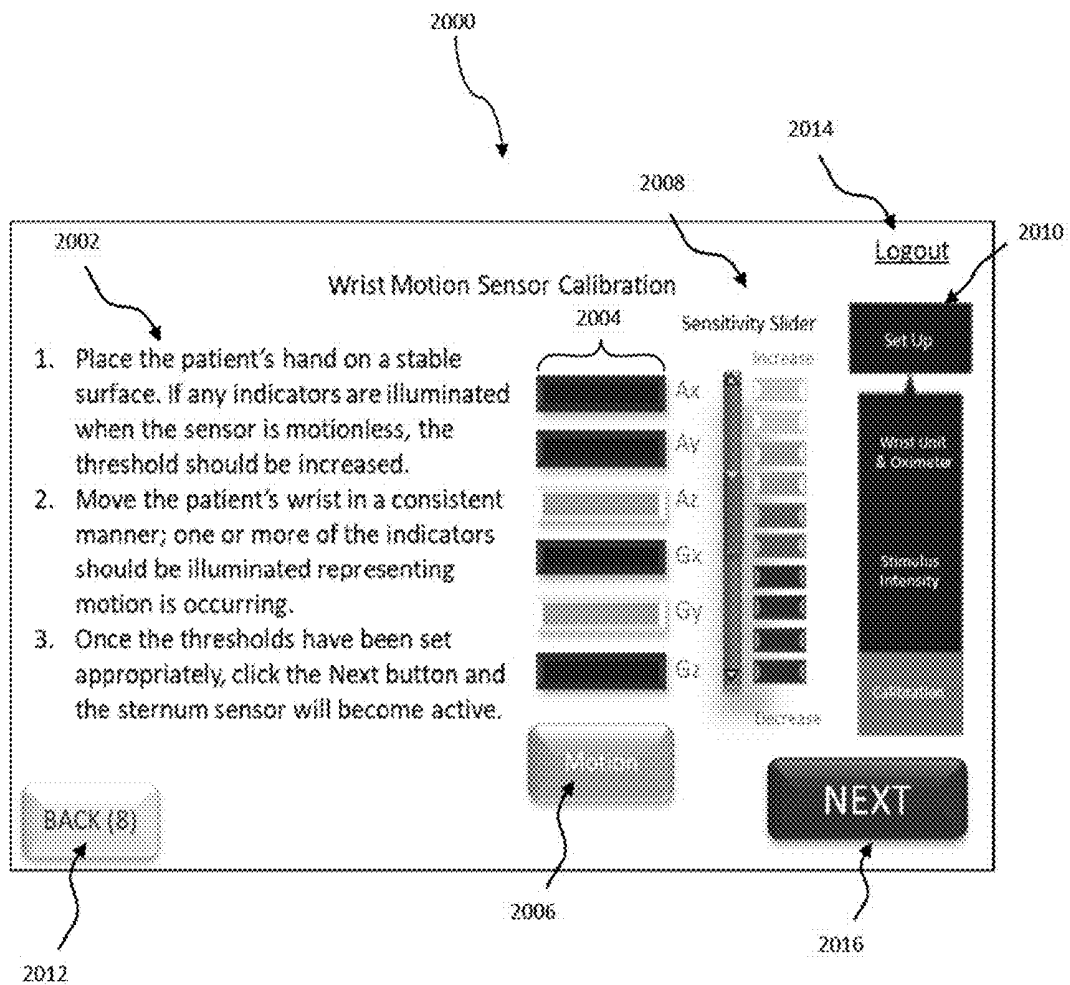 2000
2014
2008
2010
2002
Logout
Wrist Motion Sensor Calibration
2004
Sensitivity Slider
Set Up
Increase
1. Place the patient's hand on a stable
surface. If any indicators are illuminated
when the sensor is motionless, the
threshold should be increased.
2. Move the patient's wrist in a consistent
manner; one or more of the indicators
should be illuminated representing
motion is occurring.
3. Once the thresholds have been set
appropriately, click the Next button and
the sternum sensor will become active.
Ax
Ay
Az
Gx
Gy
Gz
Wrist Unit
& Oximeter
Stimulus
Intensity
Decrease
Motion
BACK (8)
NEXT
2006
2016
2012